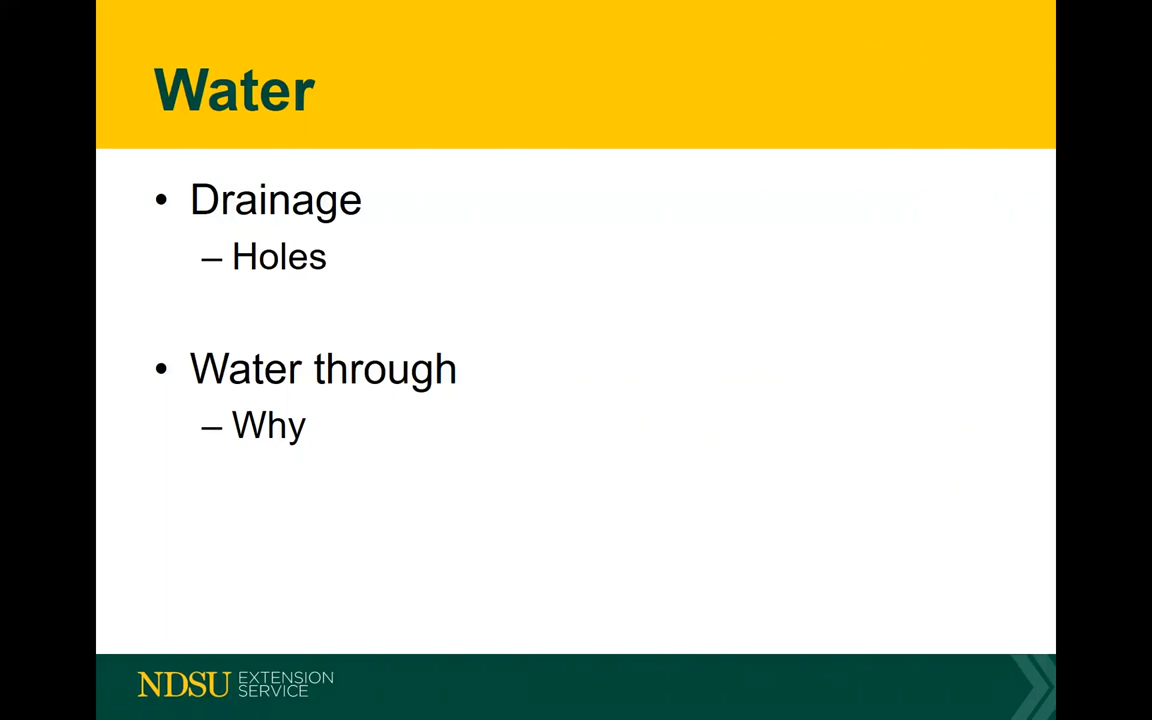 Water
• Drainage
– Holes
• Water through
– Why
NDSU EXTENSION
SERVICE